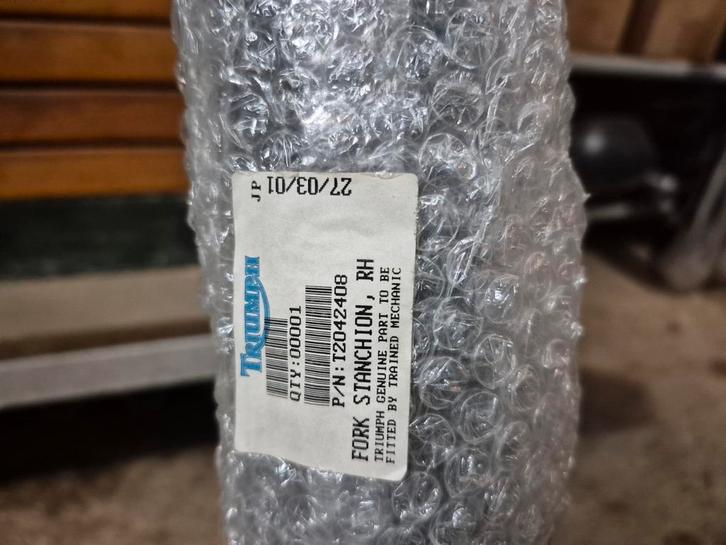 TRIUMPH
QTY:00001
P/N:T2042408
FORK STANCHION, RH
TRIUMPH GENUINE PART TO BE
FIITED BY TRAINED MECHANIC
JP
27/03/01